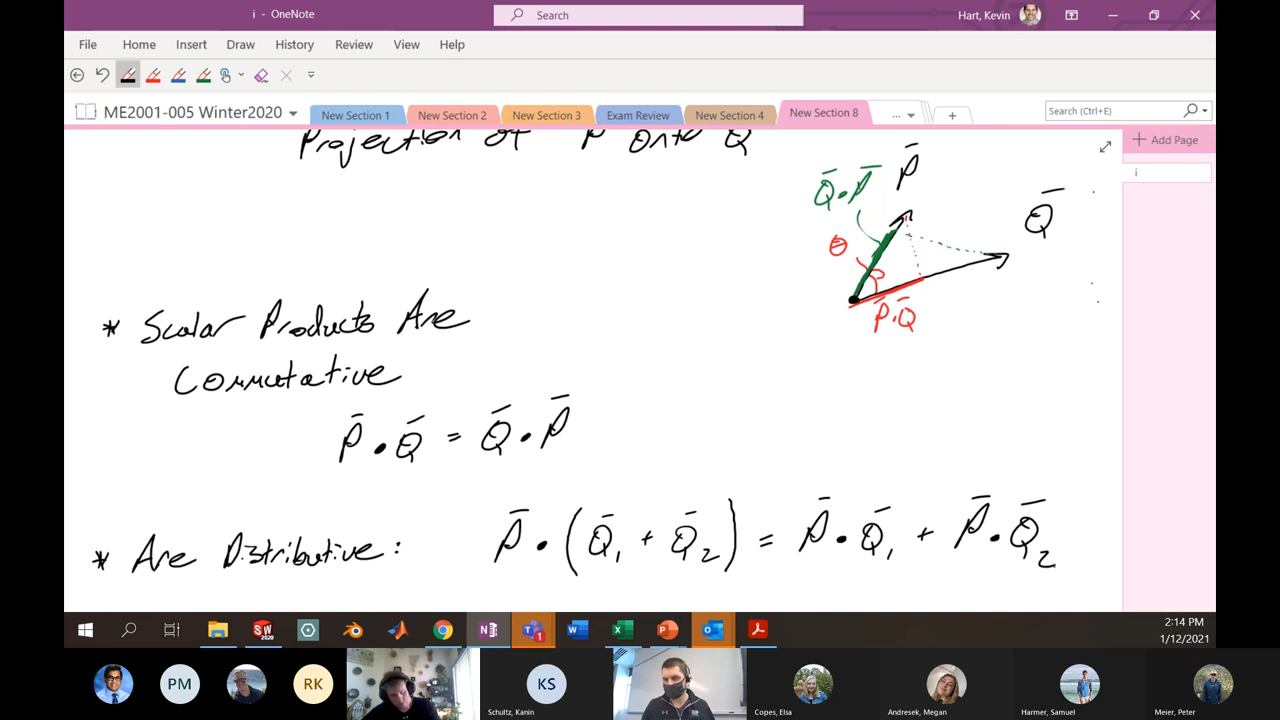 i - OneNote
Search
Hart, Kevin
File Home Insert Draw History Review View Help
ME2001-005 Winter2020
New Section 1 New Section 2 New Section 3 Exam Review New Section 4 New Section 8 ...
Search (Ctrl+E)
Add Page
i
Projection of P onto Q
Q̄•P̄
P̄
Q̄
θ
P̄•Q̄
* Scalar Products Are
Commutative
P̄ • Q̄ = Q̄ • P̄
* Are Distributive: P̄ • (Q̄₁ + Q̄₂) = P̄ • Q̄₁ + P̄ • Q̄₂
2:14 PM
1/12/2021
PM
RK
KS
Schultz, Kanin
Copes, Elsa
Andresek, Megan
Harmer, Samuel
Meier, Peter